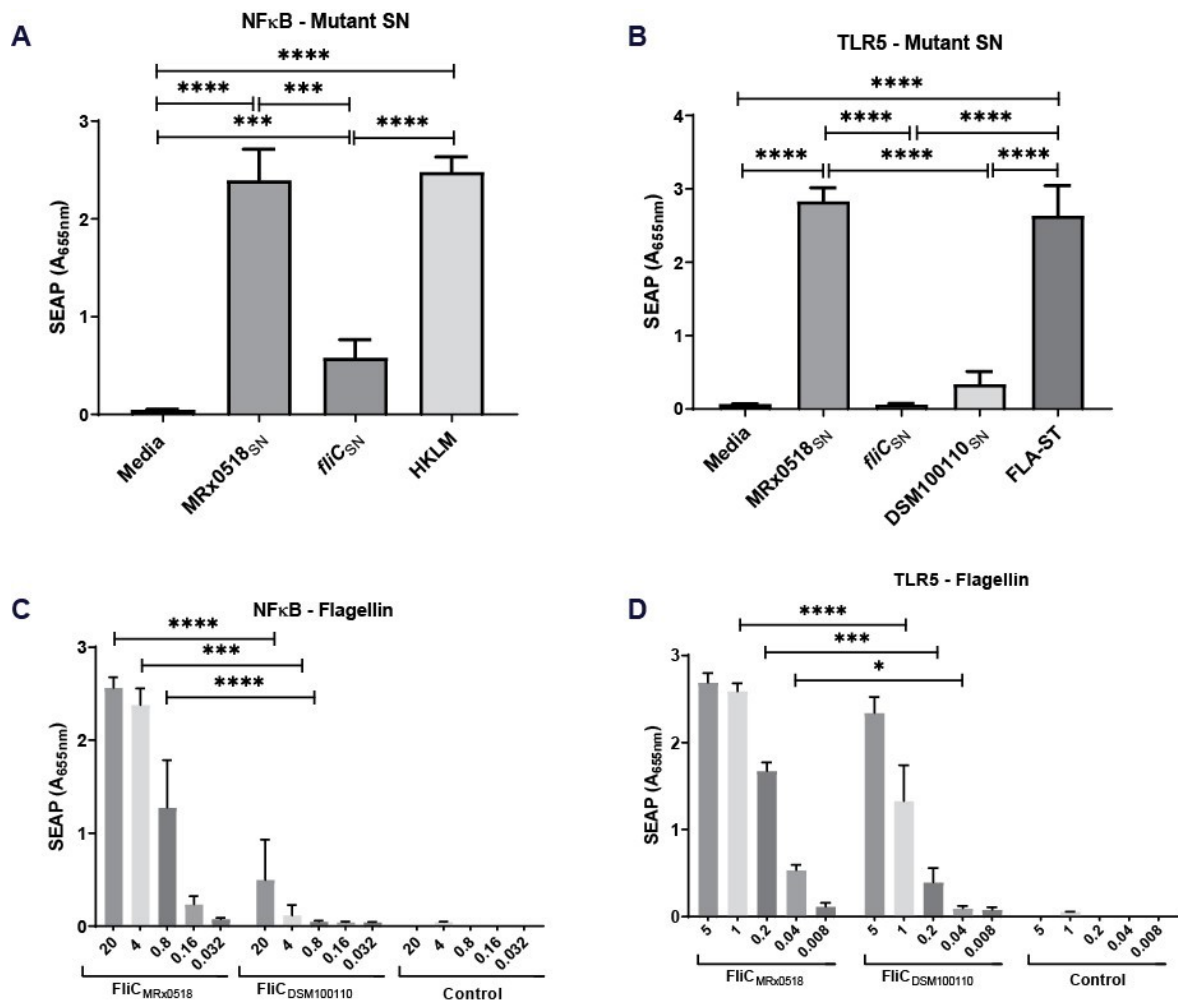 A
NFκB - Mutant SN
****
**** ***
*** ****
SEAP (A655nm)
3
2
1
0
Media
MRx0518SN
fliCSN
HKLM
B
TLR5 - Mutant SN
****
**** ****
**** **** ****
SEAP (A655nm)
4
3
2
1
0
Media
MRx0518SN
fliCSN
DSM100110SN
FLA-ST
C
NFκB - Flagellin
****
***
****
SEAP (A655nm)
3
2
1
0
20 4 0.8 0.16 0.032 20 4 0.8 0.16 0.032 20 4 0.8 0.16 0.032
FliCMRx0518 FliCDSM100110 Control
D
TLR5 - Flagellin
****
***
*
SEAP (A655nm)
3
2
1
0
5 1 0.2 0.04 0.008 5 1 0.2 0.04 0.008 5 1 0.2 0.04 0.008
FliCMRx0518 FliCDSM100110 Control